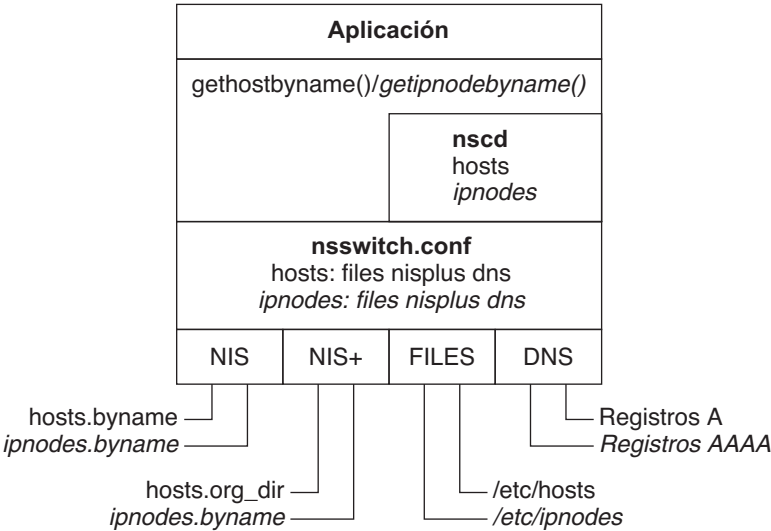 Aplicación
gethostbyname()/getipnodebyname()
nscd
hosts
ipnodes
nsswitch.conf
hosts: files nisplus dns
ipnodes: files nisplus dns
NIS
NIS+
FILES
DNS
hosts.byname
ipnodes.byname
Registros A
Registros AAAA
hosts.org_dir
ipnodes.byname
/etc/hosts
/etc/ipnodes